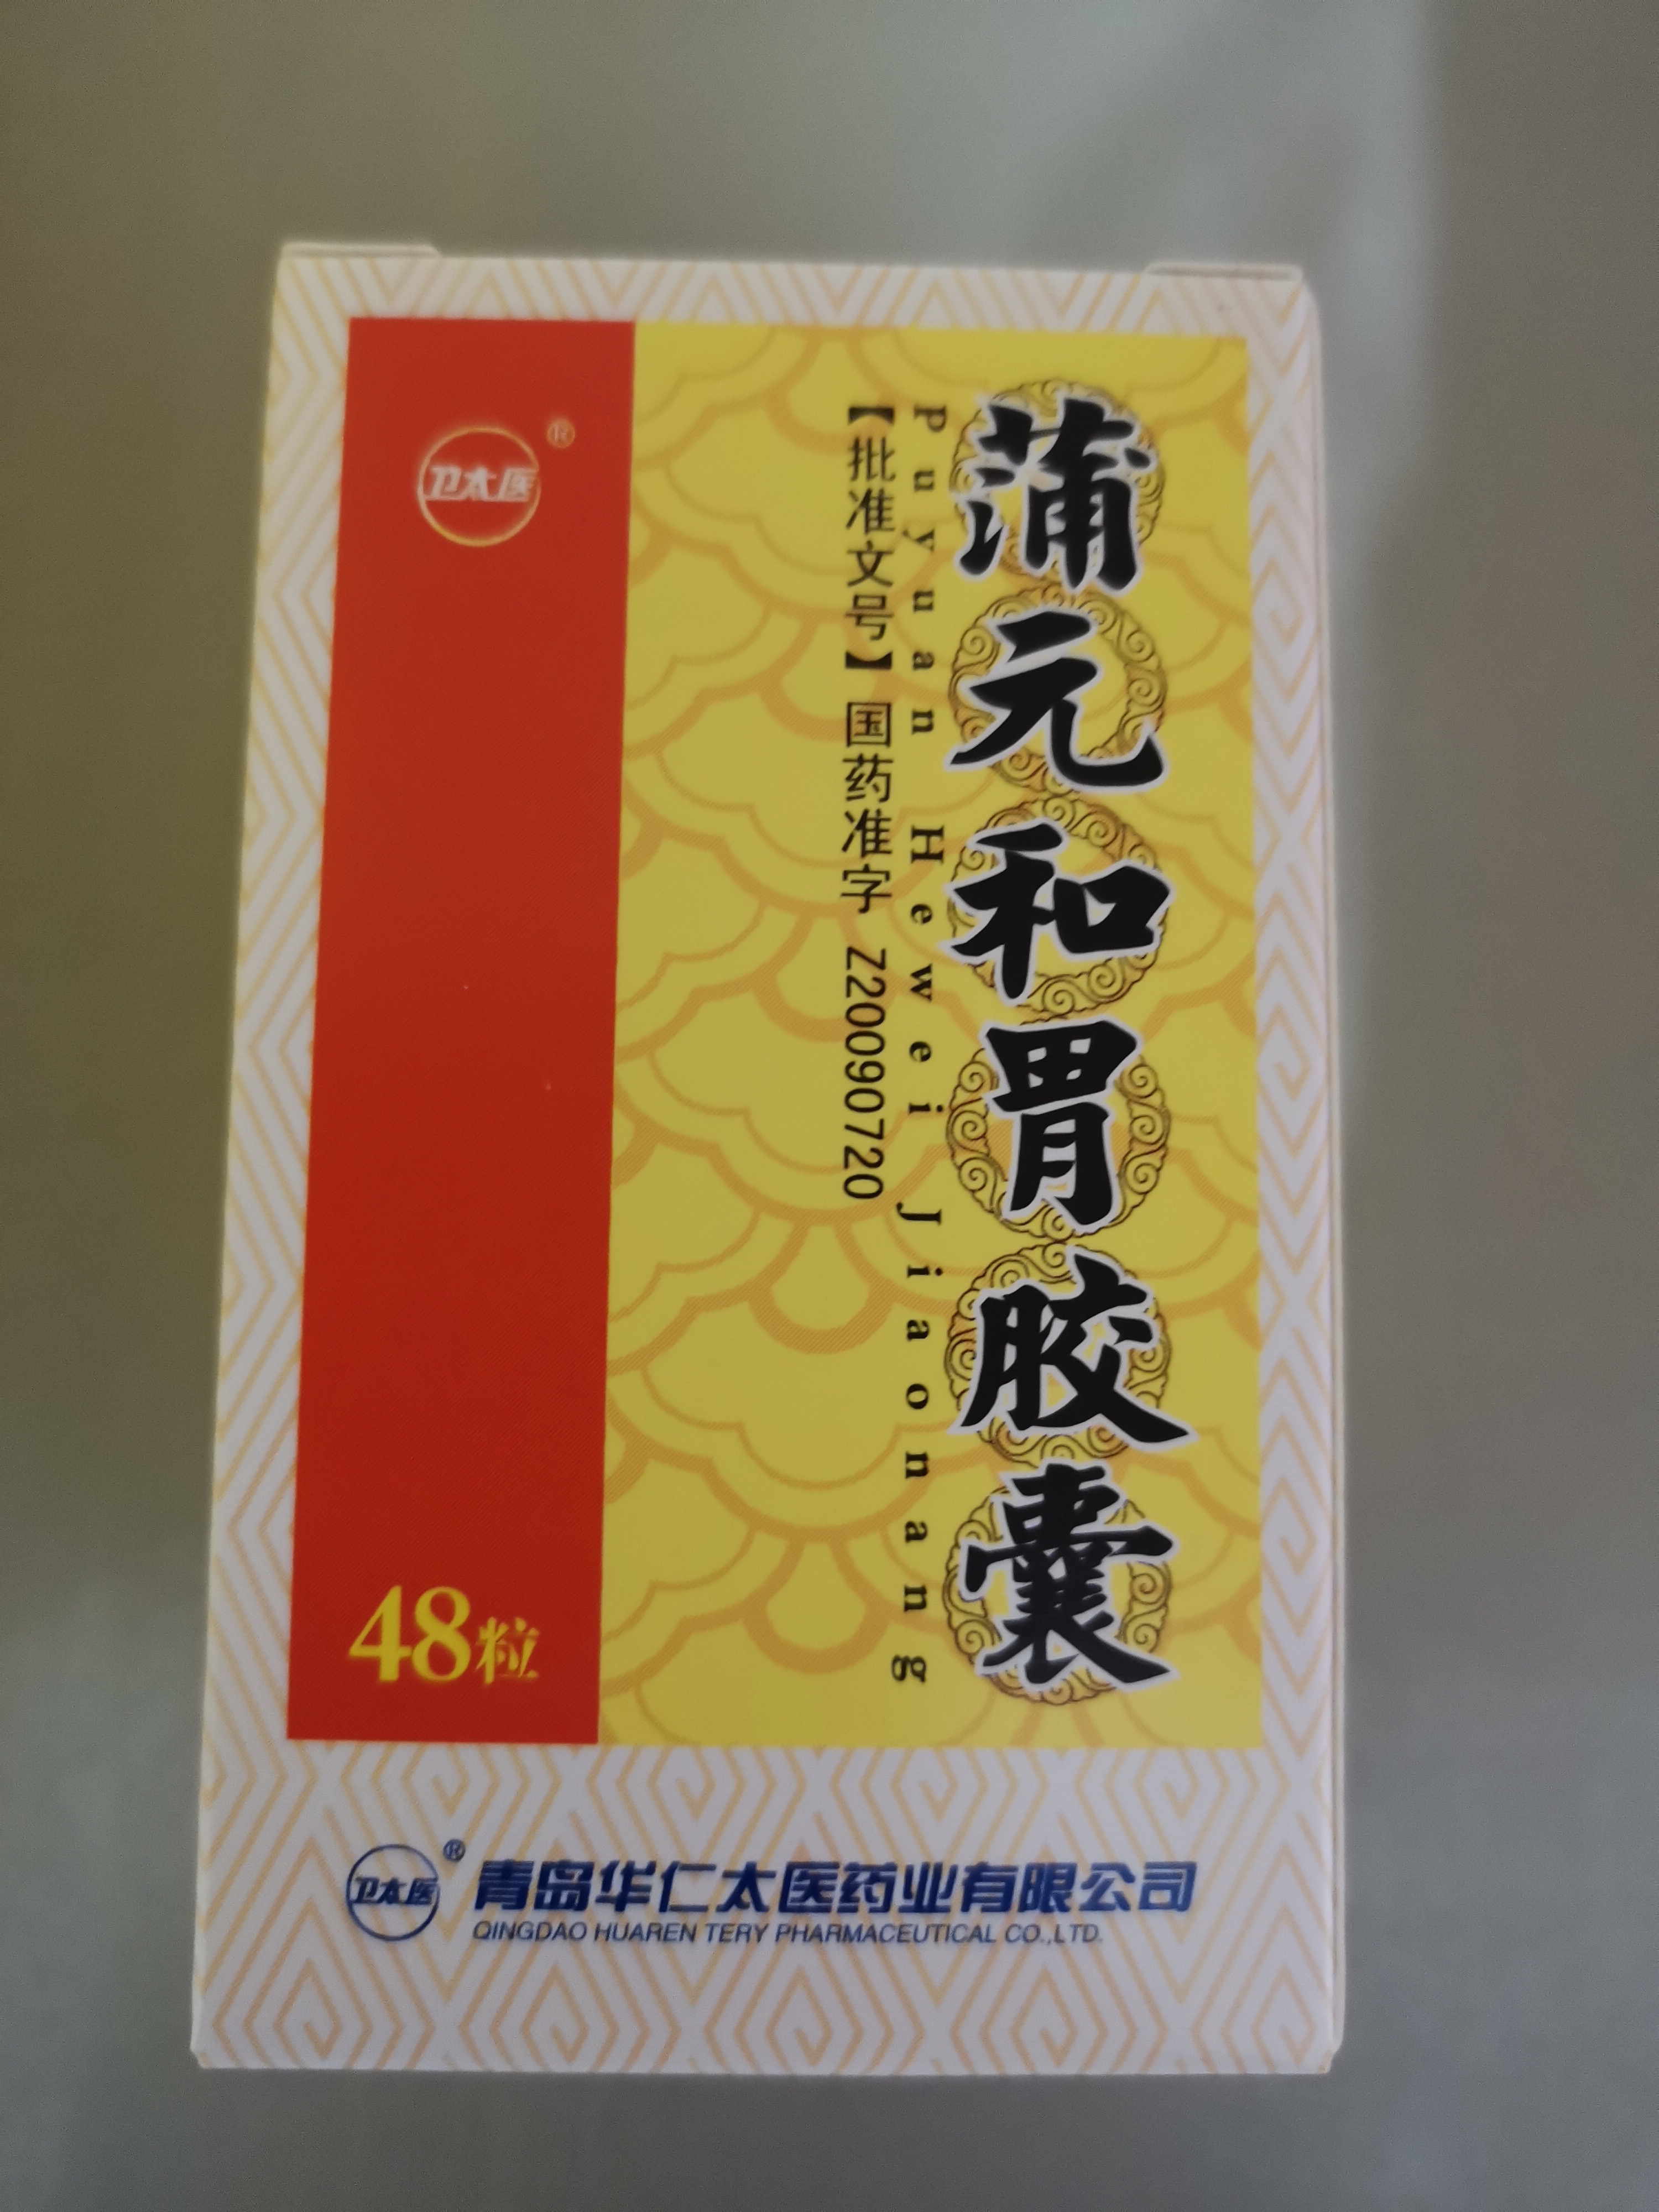 蒲元和胃胶囊
Puyuan Hewei Jiaonang
【批准文号】国药准字 Z20090720
卫太医®
48粒
卫太医®
青岛华仁太医药业有限公司
QINGDAO HUAREN TERY PHARMACEUTICAL CO.,LTD.